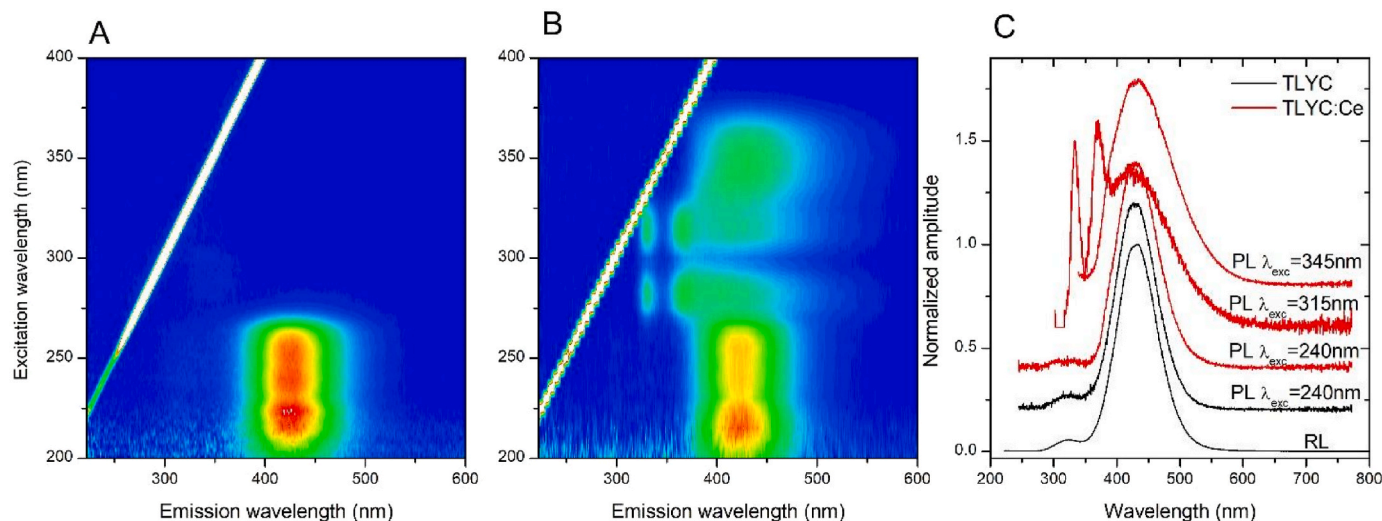 A
B
C
400
350
300
250
200
Excitation wavelength (nm)
300
400
500
600
Emission wavelength (nm)
400
350
300
250
200
300
400
500
600
Emission wavelength (nm)
Normalized amplitude
1.5
1.0
0.5
0.0
TLYC
TLYC:Ce
PL λexc=345nm
PL λexc=315nm
PL λexc=240nm
PL λexc=240nm
RL
200
300
400
500
600
700
800
Wavelength (nm)